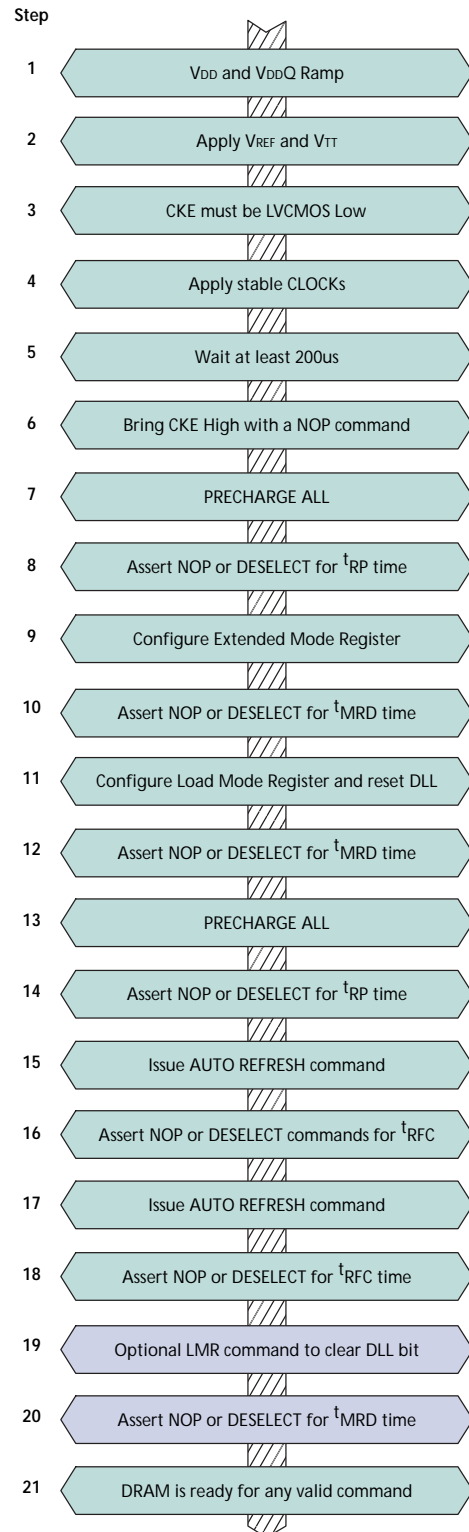 Step
1 VDD and VDDQ Ramp
2 Apply VREF and VTT
3 CKE must be LVCMOS Low
4 Apply stable CLOCKs
5 Wait at least 200us
6 Bring CKE High with a NOP command
7 PRECHARGE ALL
8 Assert NOP or DESELECT for tRP time
9 Configure Extended Mode Register
10 Assert NOP or DESELECT for tMRD time
11 Configure Load Mode Register and reset DLL
12 Assert NOP or DESELECT for tMRD time
13 PRECHARGE ALL
14 Assert NOP or DESELECT for tRP time
15 Issue AUTO REFRESH command
16 Assert NOP or DESELECT commands for tRFC
17 Issue AUTO REFRESH command
18 Assert NOP or DESELECT for tRFC time
19 Optional LMR command to clear DLL bit
20 Assert NOP or DESELECT for tMRD time
21 DRAM is ready for any valid command